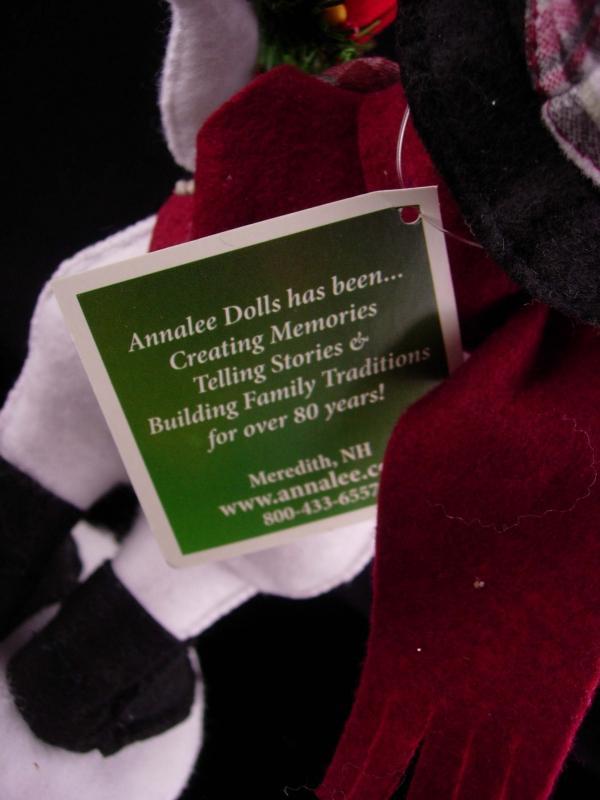 Annalee Dolls has been...
Creating Memories
Telling Stories &
Building Family Traditions
for over 80 years!
Meredith, NH
www.annalee.c
800-433-6557